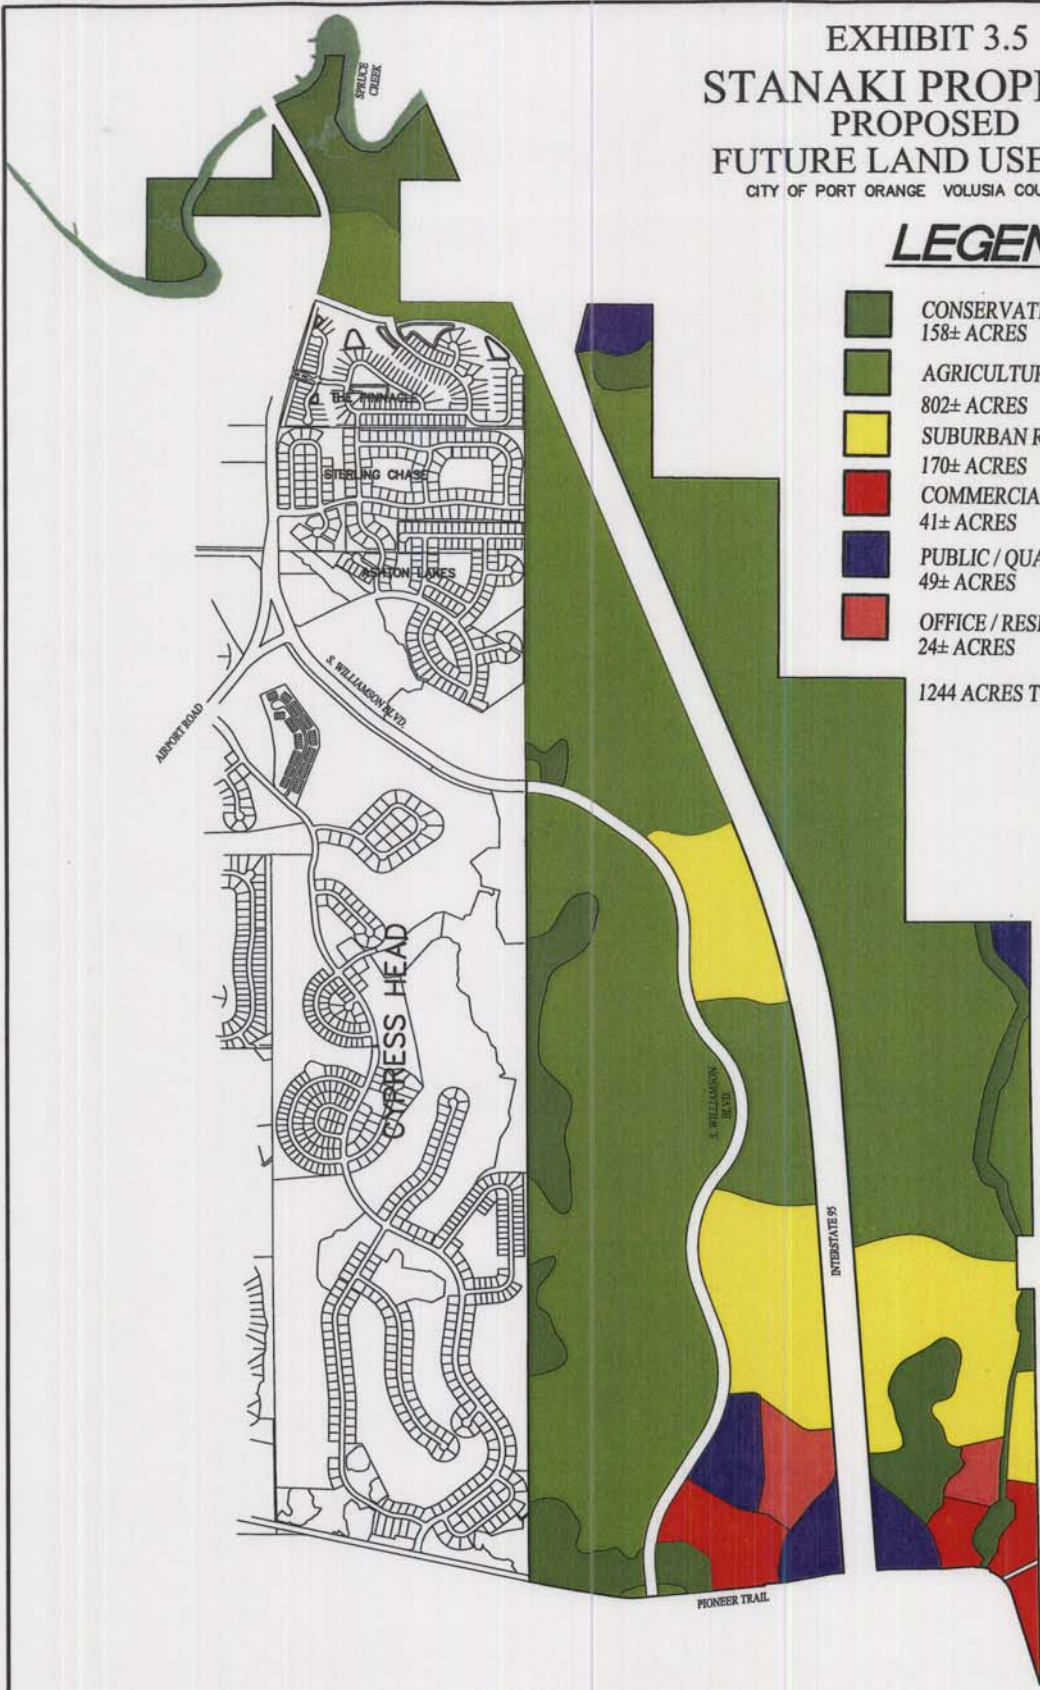 EXHIBIT 3.5
STANAKI PROPE
PROPOSED
FUTURE LAND USE
CITY OF PORT ORANGE VOLUSIA COU
LEGEN
CONSERVATI
158± ACRES
AGRICULTUR
802± ACRES
SUBURBAN R
170± ACRES
COMMERCIA
41± ACRES
PUBLIC / QUA
49± ACRES
OFFICE / RESI
24± ACRES
1244 ACRES T
SPRUCE
CREEK
THE PINNACLE
STERLING CHASE
ASHTON LAKES
S. WILLIAMSON BLVD.
AIRPORT ROAD
CYPRESS HEAD
S. WILLIAMSON
BLVD.
INTERSTATE 95
PIONEER TRAIL